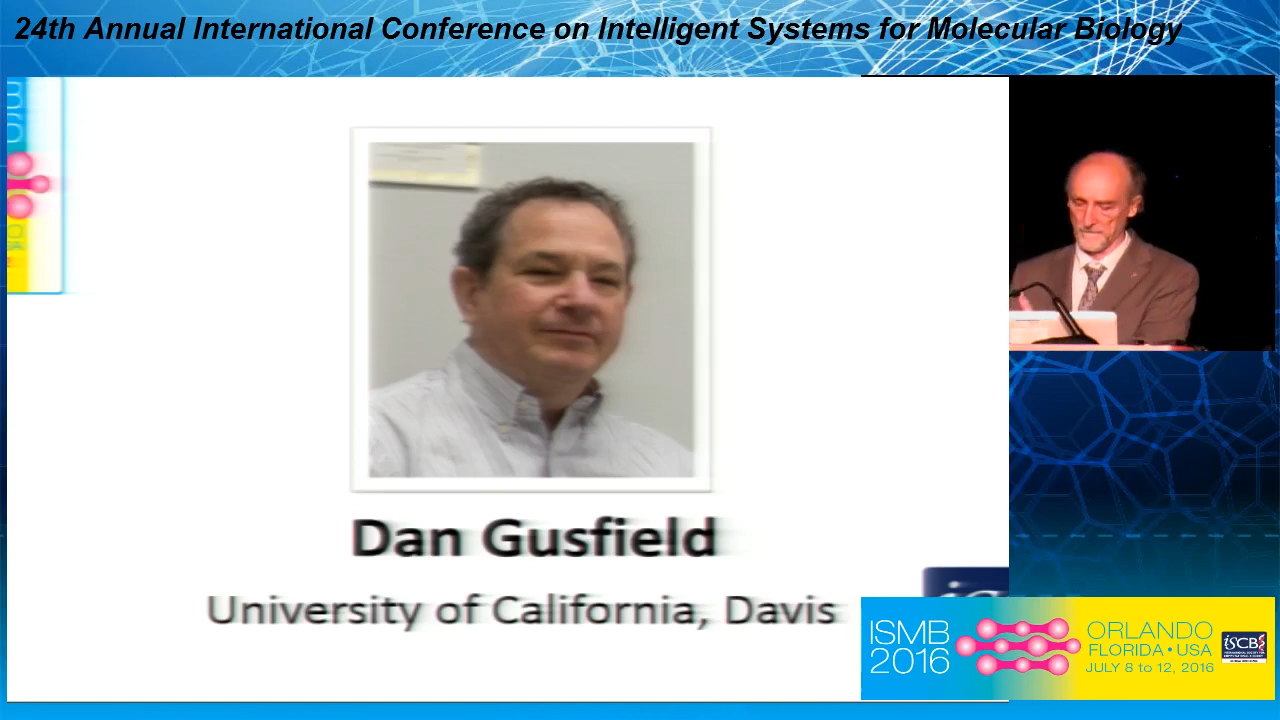 24th Annual International Conference on Intelligent Systems for Molecular Biology
Dan Gusfield
University of California, Davis
ISMB
2016
ORLANDO
FLORIDA • USA
JULY 8 to 12, 2016
iSCB